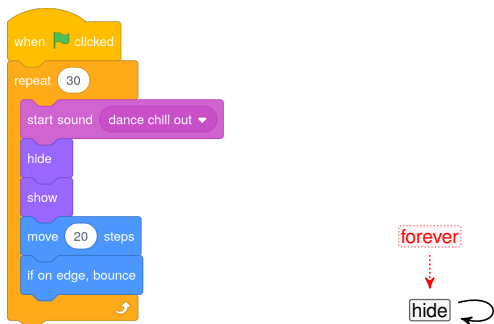 when clicked
repeat 30
start sound dance chill out
hide
show
move 20 steps
if on edge, bounce
forever
hide